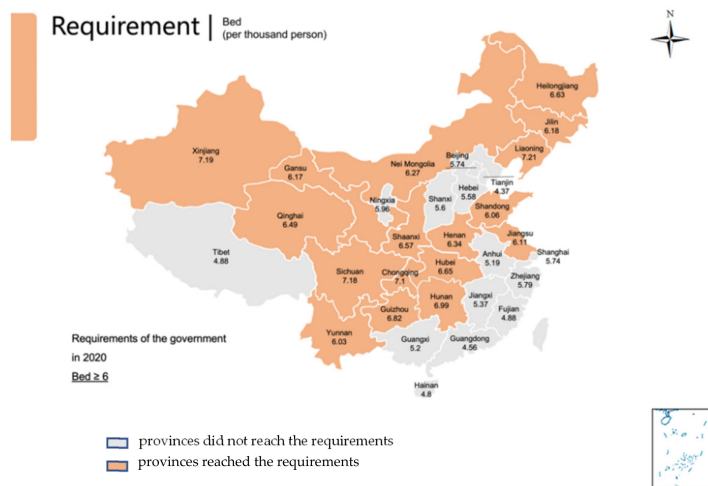 Requirement | Bed
(per thousand person)
N
Heilongjiang
6.63
Jilin
6.18
Liaoning
7.21
Xinjiang
7.19
Gansu
6.17
Nei Mongolia
6.27
Beijing
5.74
Tianjin
4.37
Hebei
5.58
Ningxia
5.96
Shanxi
5.6
Shandong
6.06
Qinghai
6.49
Shaanxi
6.57
Henan
6.34
Jiangsu
6.11
Tibet
4.88
Anhui
5.19
Shanghai
5.74
Sichuan
7.18
Chongqing
7.1
Hubei
6.65
Zhejiang
5.79
Hunan
6.99
Jiangxi
5.37
Guizhou
6.82
Fujian
4.88
Yunnan
6.03
Guangxi
5.2
Guangdong
4.56
Hainan
4.8
Requirements of the government
in 2020
Bed ≥ 6
provinces did not reach the requirements
provinces reached the requirements